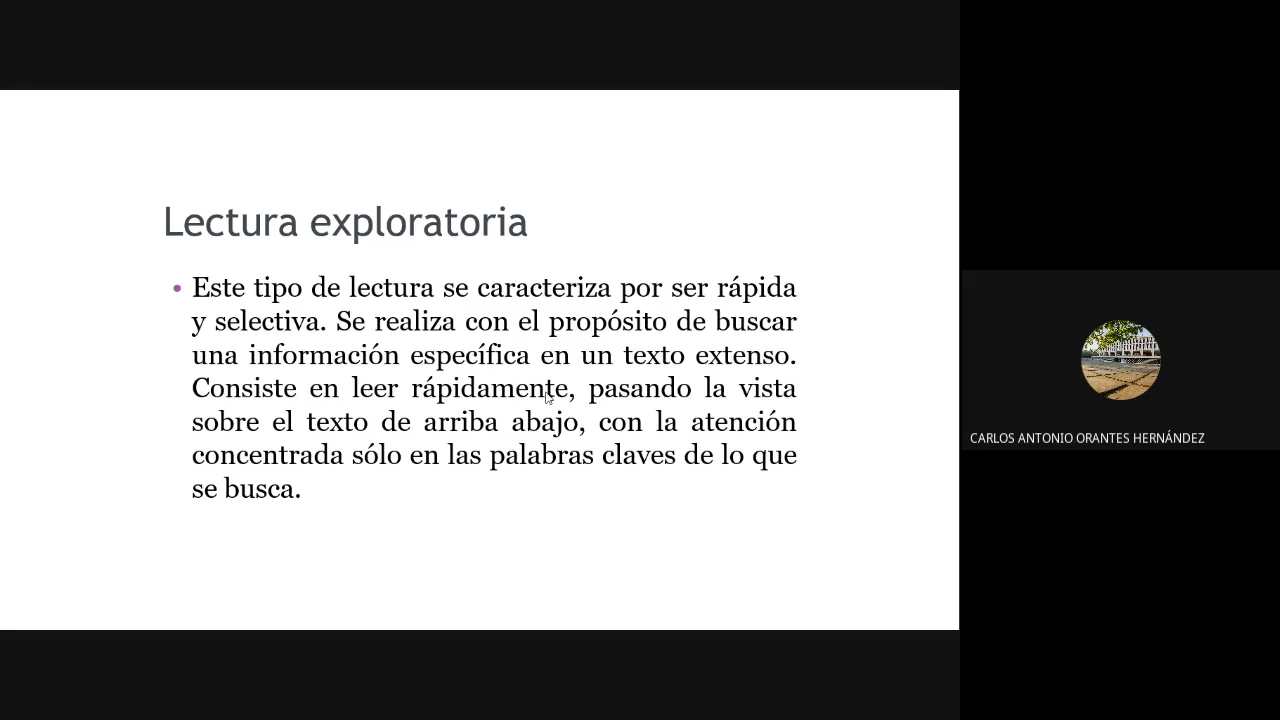 Lectura exploratoria
• Este tipo de lectura se caracteriza por ser rápida
y selectiva. Se realiza con el propósito de buscar
una información específica en un texto extenso.
Consiste en leer rápidamente, pasando la vista
sobre el texto de arriba abajo, con la atención
concentrada sólo en las palabras claves de lo que
se busca.
CARLOS ANTONIO ORANTES HERNÁNDEZ